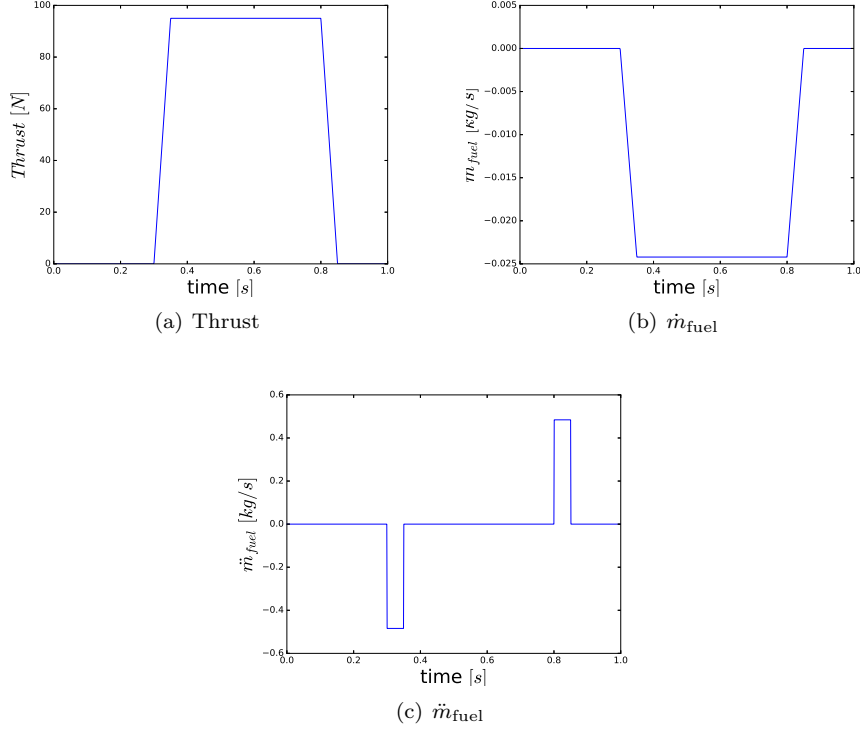 100
80
60
40
20
0
0.0 0.2 0.4 0.6 0.8 1.0
Thrust [N]
time [s]
(a) Thrust
0.005
0.000
−0.005
−0.010
−0.015
−0.020
−0.025
0.0 0.2 0.4 0.6 0.8 1.0
m_fuel [kg/s]
time [s]
(b) ṁ_fuel
0.6
0.4
0.2
0.0
−0.2
−0.4
−0.6
0.0 0.2 0.4 0.6 0.8 1.0
m̈_fuel [kg/s]
time [s]
(c) m̈_fuel